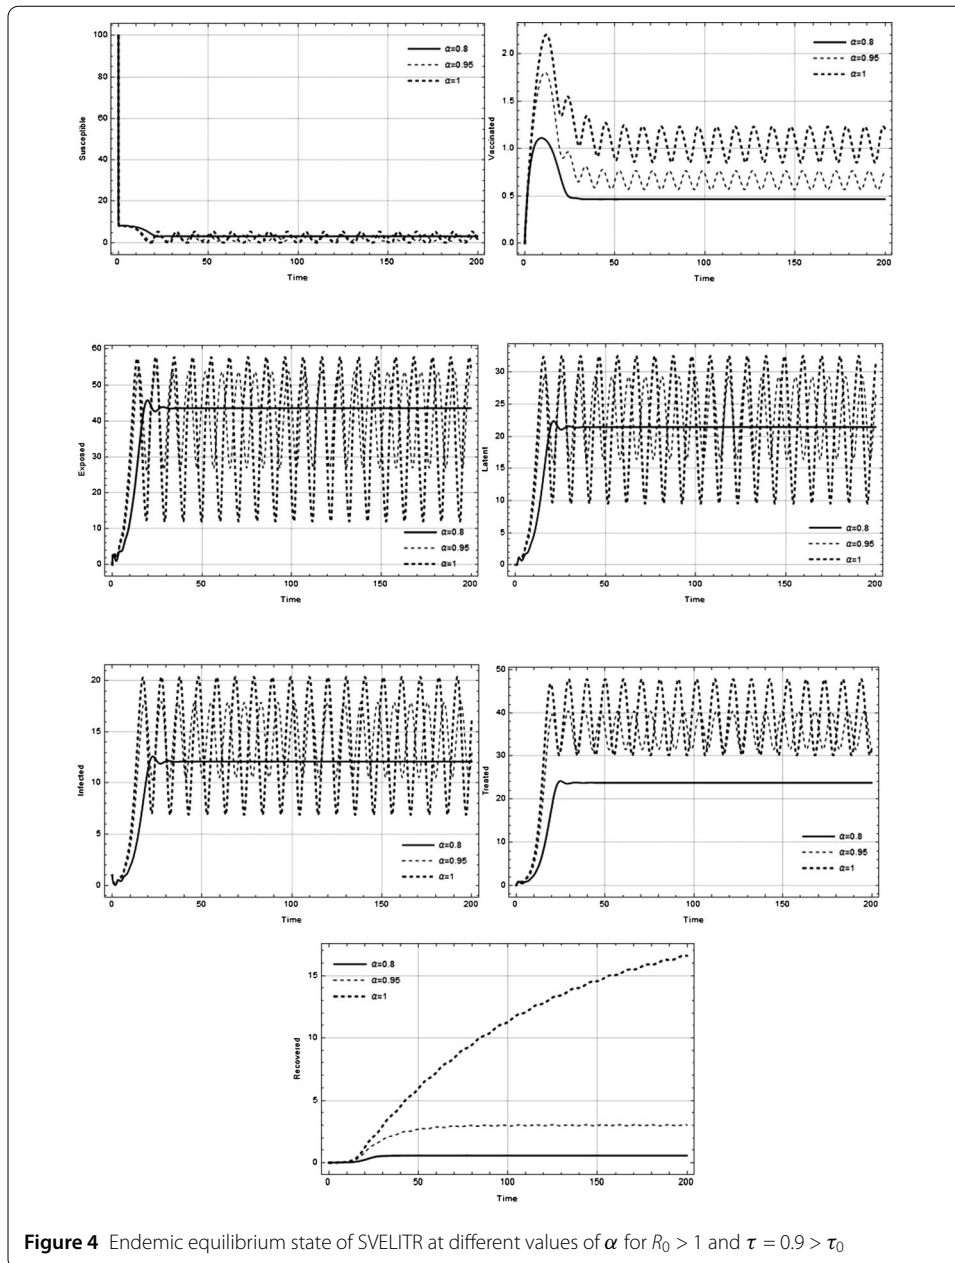 100
80
60
40
20
0
Susceptible
α=0.8
α=0.95
α=1
0 50 100 150 200
Time
2.0
1.5
1.0
0.5
0.0
Vaccinated
α=0.8
α=0.95
α=1
0 50 100 150 200
Time
60
50
40
30
20
10
0
Exposed
α=0.8
α=0.95
α=1
0 50 100 150 200
Time
30
25
20
15
10
5
0
Latent
α=0.8
α=0.95
α=1
0 50 100 150 200
Time
20
15
10
5
0
Infected
α=0.8
α=0.95
α=1
0 50 100 150 200
Time
50
40
30
20
10
0
Treated
α=0.8
α=0.95
α=1
0 50 100 150 200
Time
15
10
5
0
Recovered
α=0.8
α=0.95
α=1
0 50 100 150 200
Time
Figure 4 Endemic equilibrium state of SVELITR at different values of α for R₀ > 1 and τ = 0.9 > τ₀